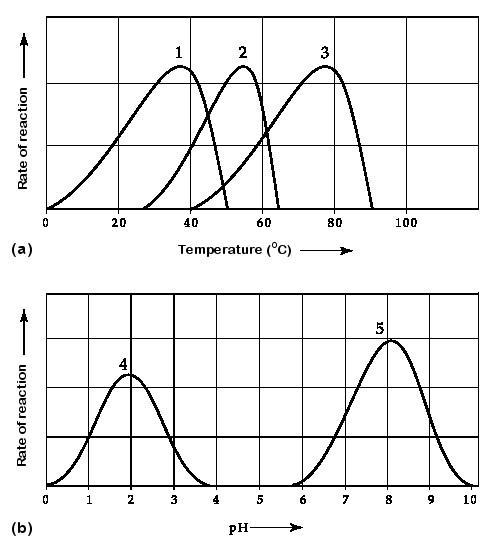 1 2 3
Rate of reaction
0 20 40 60 80 100
(a) Temperature (°C)
5
4
Rate of reaction
0 1 2 3 4 5 6 7 8 9 10
(b) pH